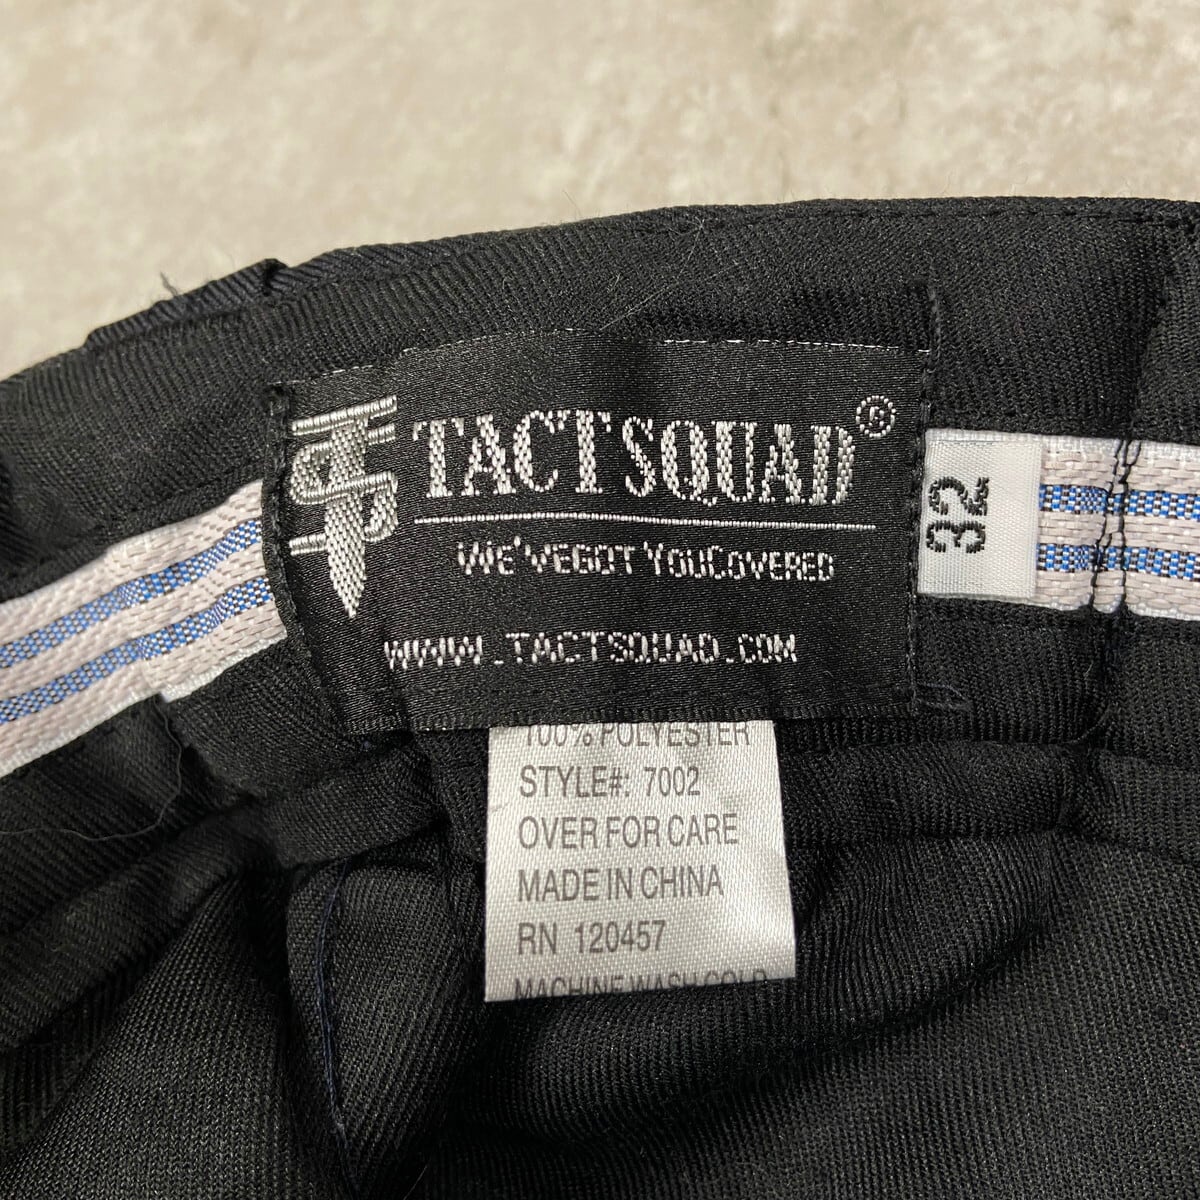 TACTSQUAD®
WE'VEGOT YOUCOVERED
WWW.TACTSQUAD.COM
32
100% POLYESTER
STYLE#: 7002
OVER FOR CARE
MADE IN CHINA
RN 120457
MACHINE WASH COLD